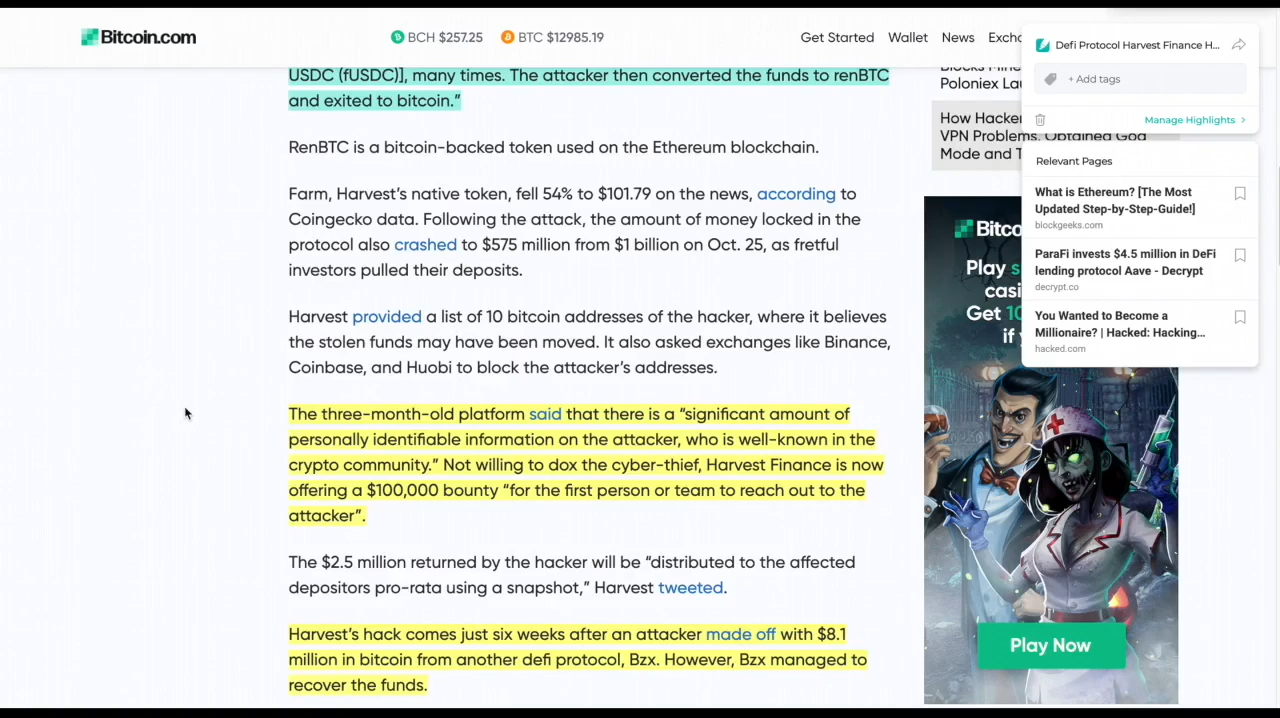 Bitcoin.com
BCH $257.25
BTC $12985.19
Get Started
Wallet
News
USDC (fUSDC)], many times. The attacker then converted the funds to renBTC
and exited to bitcoin.”
RenBTC is a bitcoin-backed token used on the Ethereum blockchain.
Farm, Harvest’s native token, fell 54% to $101.79 on the news, according to
Coingecko data. Following the attack, the amount of money locked in the
protocol also crashed to $575 million from $1 billion on Oct. 25, as fretful
investors pulled their deposits.
Harvest provided a list of 10 bitcoin addresses of the hacker, where it believes
the stolen funds may have been moved. It also asked exchanges like Binance,
Coinbase, and Huobi to block the attacker’s addresses.
The three-month-old platform said that there is a “significant amount of
personally identifiable information on the attacker, who is well-known in the
crypto community.” Not willing to dox the cyber-thief, Harvest Finance is now
offering a $100,000 bounty “for the first person or team to reach out to the
attacker”.
The $2.5 million returned by the hacker will be “distributed to the affected
depositors pro-rata using a snapshot,” Harvest tweeted.
Harvest’s hack comes just six weeks after an attacker made off with $8.1
million in bitcoin from another defi protocol, Bzx. However, Bzx managed to
recover the funds.
Poloniex
How Hacker
VPN Problems, Obtained God
Mode and
Play
Get
Play Now
Defi Protocol Harvest Finance H...
+ Add tags
Manage Highlights >
Relevant Pages
What is Ethereum? [The Most
Updated Step-by-Step-Guide!]
blockgeeks.com
ParaFi invests $4.5 million in DeFi
lending protocol Aave - Decrypt
decrypt.co
You Wanted to Become a
Millionaire? | Hacked: Hacking...
hacked.com